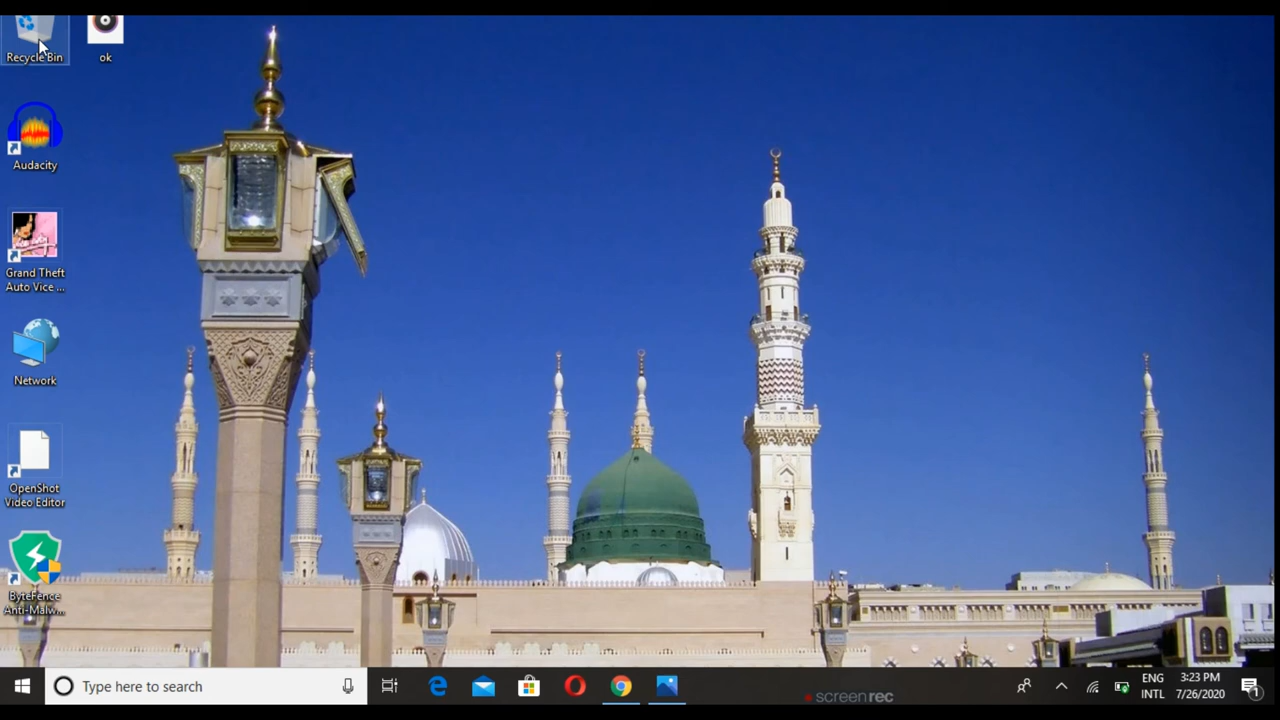 Recycle Bin
ok
Audacity
Grand Theft
Auto Vice ...
Network
OpenShot
Video Editor
ByteFence
Anti-Malw...
Type here to search
screenrec
ENG
INTL
3:23 PM
7/26/2020
1